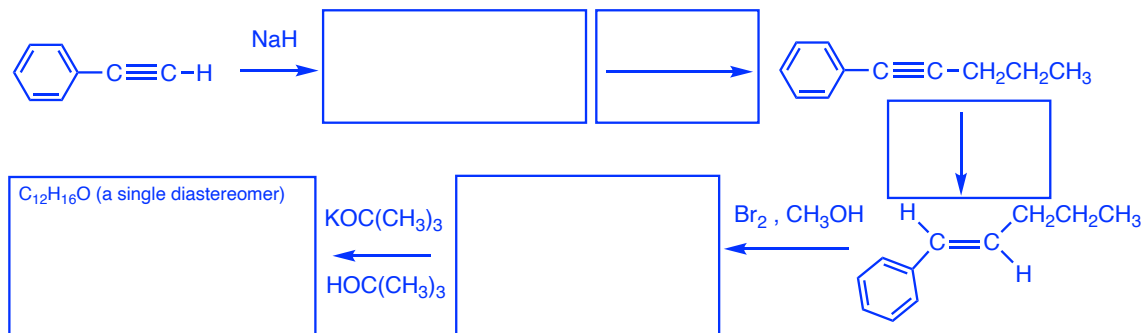 NaH
C≡C–H
C≡C–CH₂CH₂CH₃
C₁₂H₁₆O (a single diastereomer)
KOC(CH₃)₃
HOC(CH₃)₃
Br₂ , CH₃OH
H CH₂CH₂CH₃
C=C
H